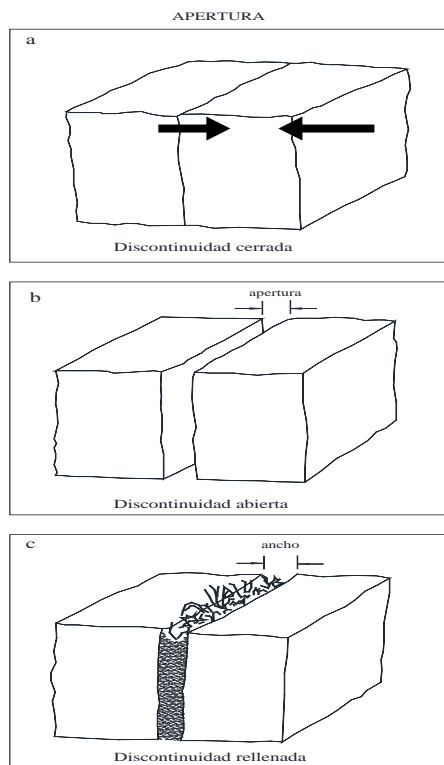 APERTURA
a
Discontinuidad cerrada
b
apertura
Discontinuidad abierta
c
ancho
Discontinuidad rellenada